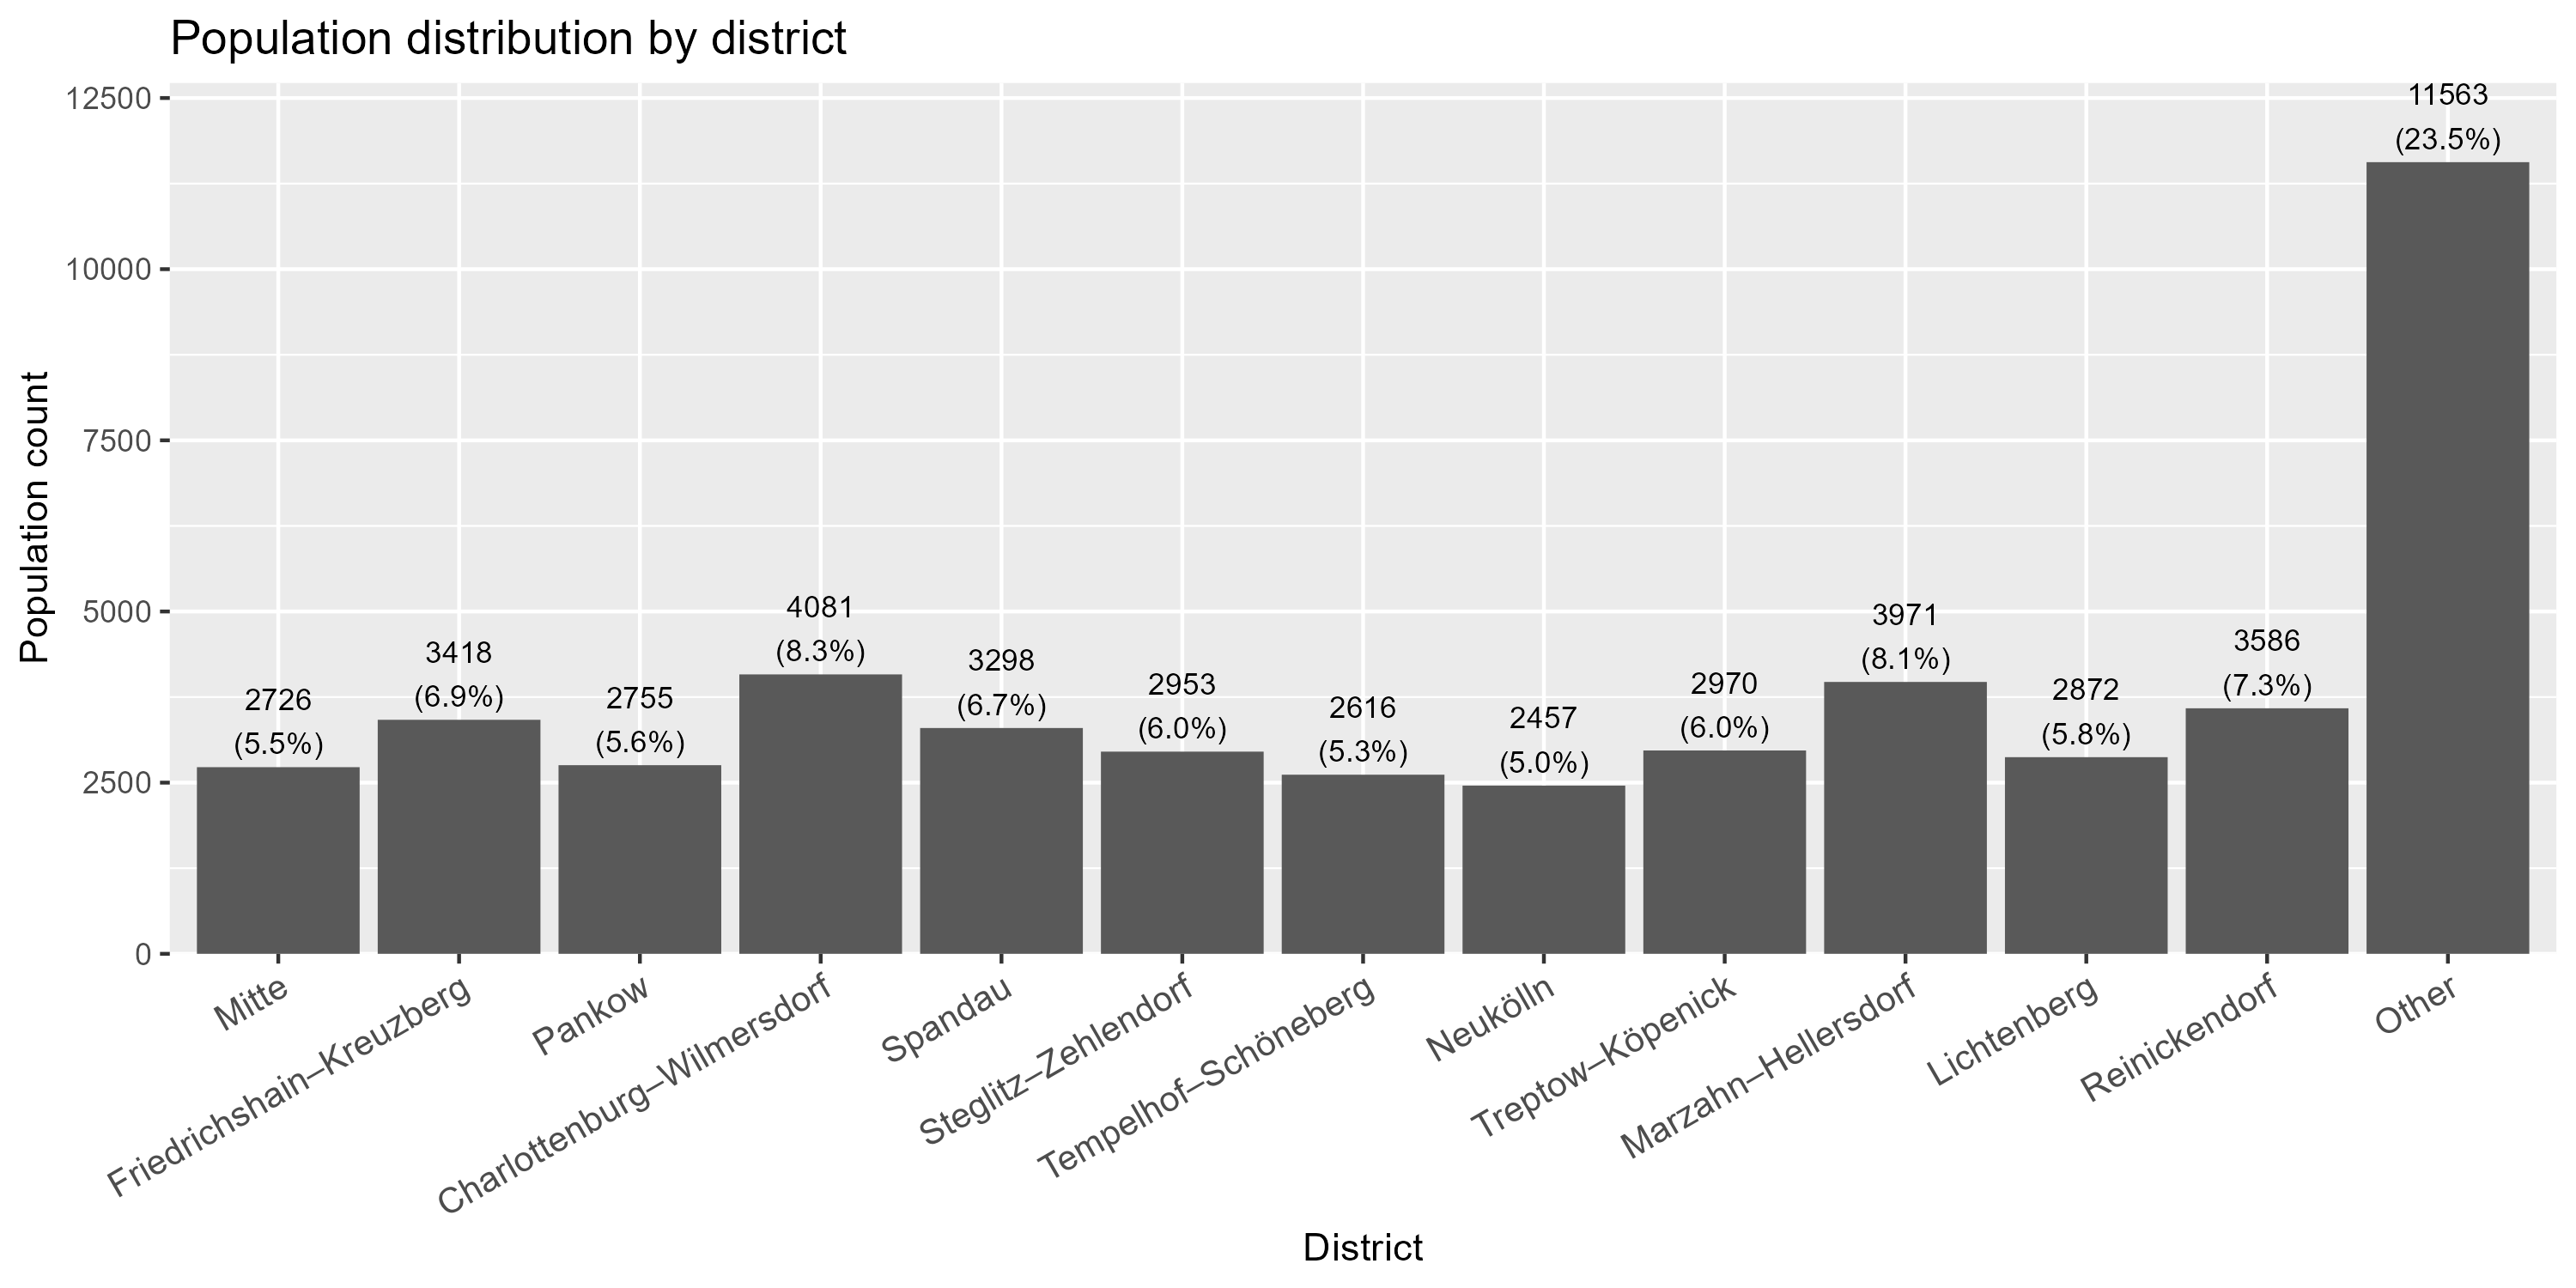 Population distribution by district
Population count
12500
10000
7500
5000
2500
0
2726
(5.5%)
3418
(6.9%)
2755
(5.6%)
4081
(8.3%)
3298
(6.7%)
2953
(6.0%)
2616
(5.3%)
2457
(5.0%)
2970
(6.0%)
3971
(8.1%)
2872
(5.8%)
3586
(7.3%)
11563
(23.5%)
Mitte
Friedrichshain–Kreuzberg
Pankow
Charlottenburg–Wilmersdorf
Spandau
Steglitz–Zehlendorf
Tempelhof–Schöneberg
Neukölln
Treptow–Köpenick
Marzahn–Hellersdorf
Lichtenberg
Reinickendorf
Other
District